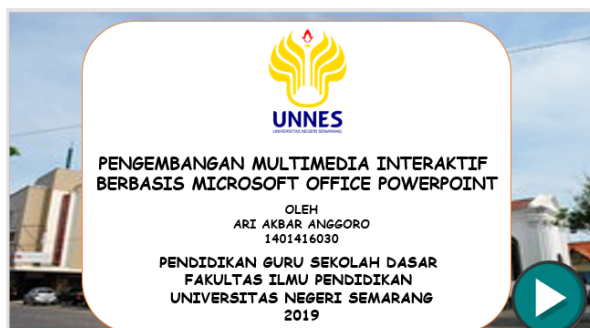 UNNES
UNIVERSITAS NEGERI SEMARANG
PENGEMBANGAN MULTIMEDIA INTERAKTIF
BERBASIS MICROSOFT OFFICE POWERPOINT
OLEH
ARI AKBAR ANGGORO
1401416030
PENDIDIKAN GURU SEKOLAH DASAR
FAKULTAS ILMU PENDIDIKAN
UNIVERSITAS NEGERI SEMARANG
2019